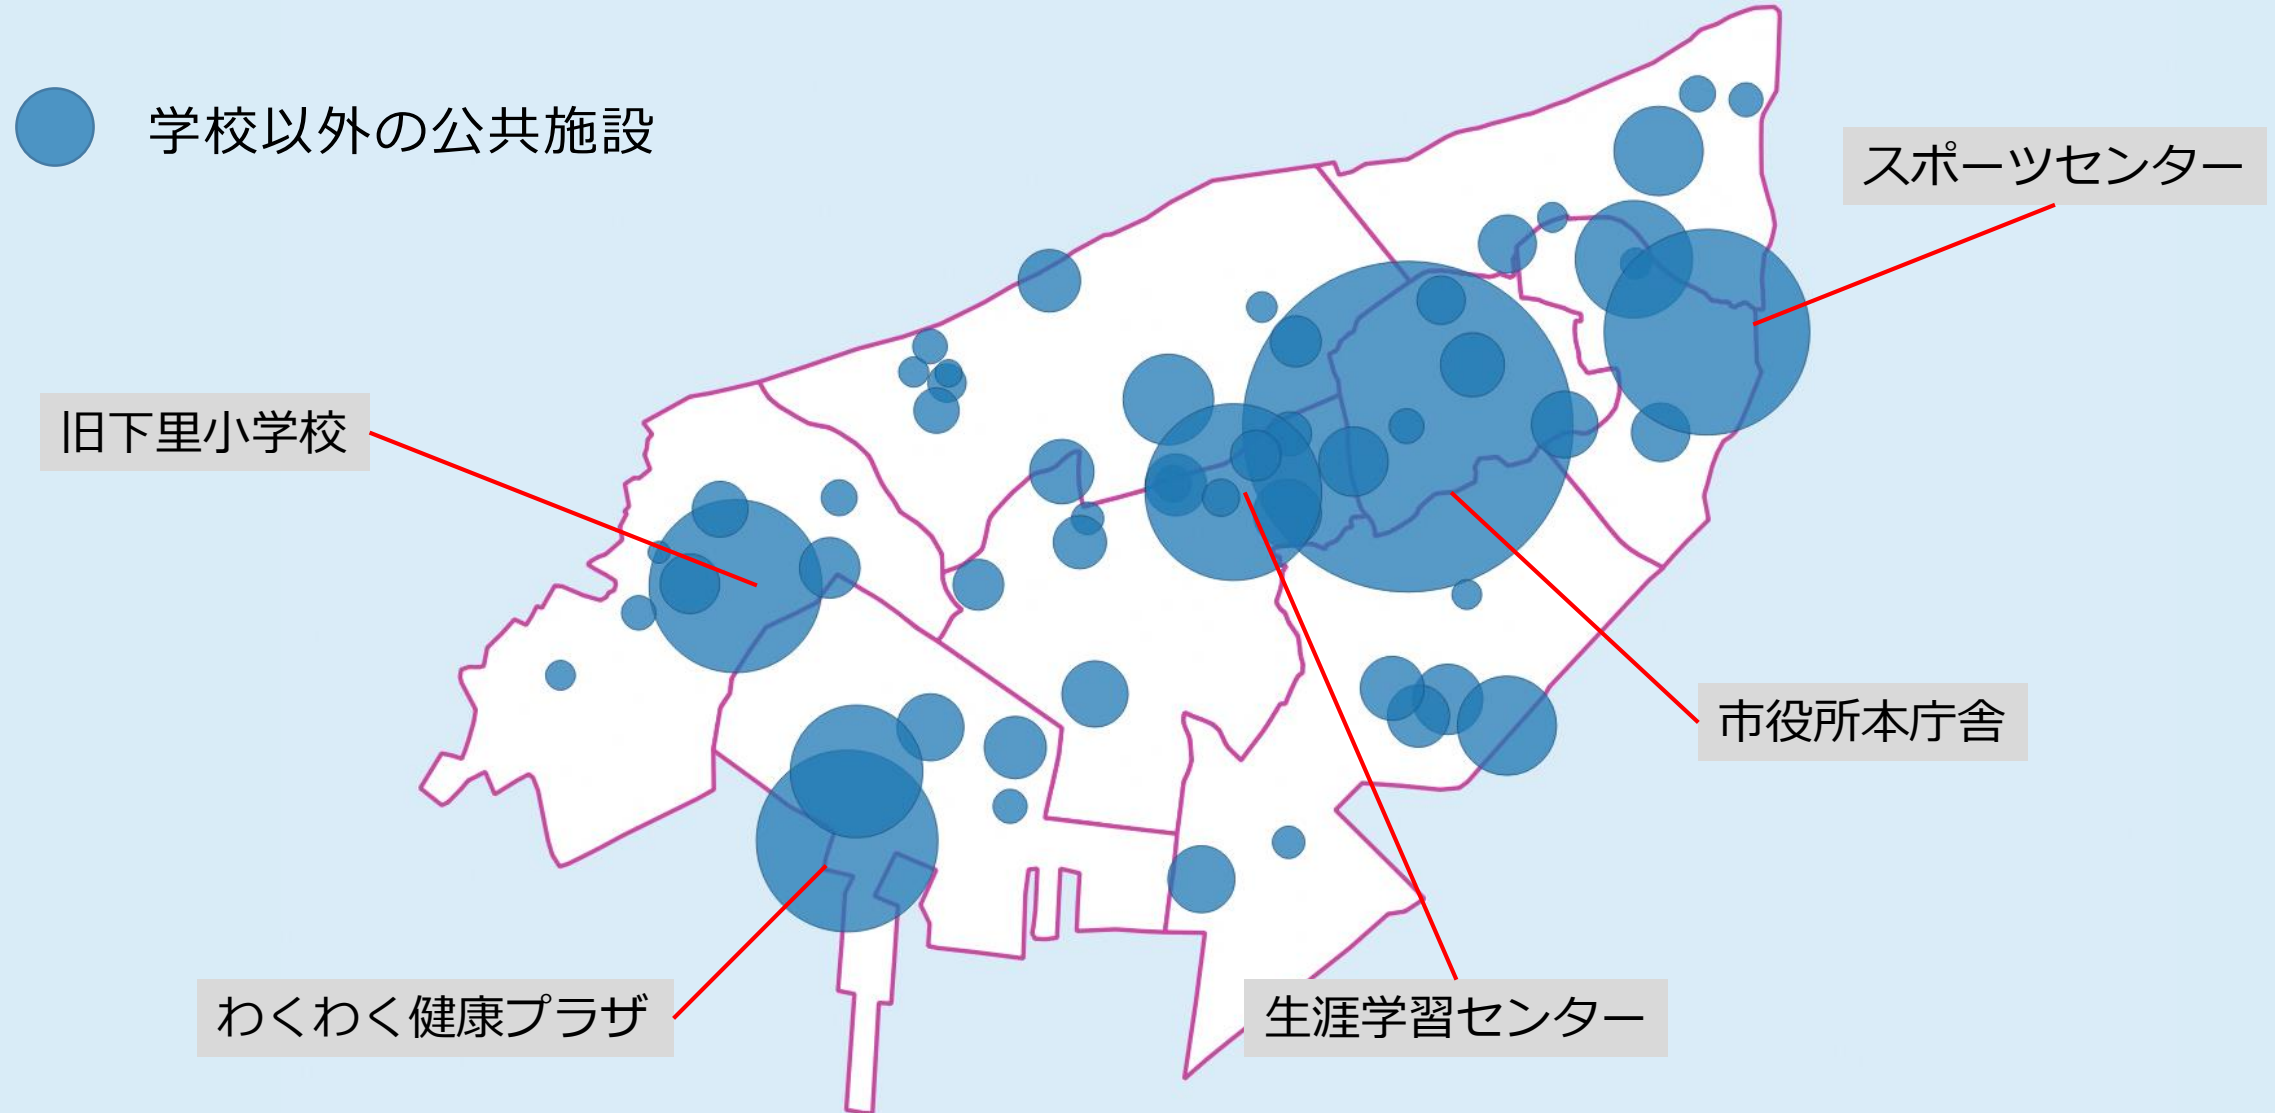 学校以外の公共施設
スポーツセンター
旧下里小学校
市役所本庁舎
わくわく健康プラザ
生涯学習センター